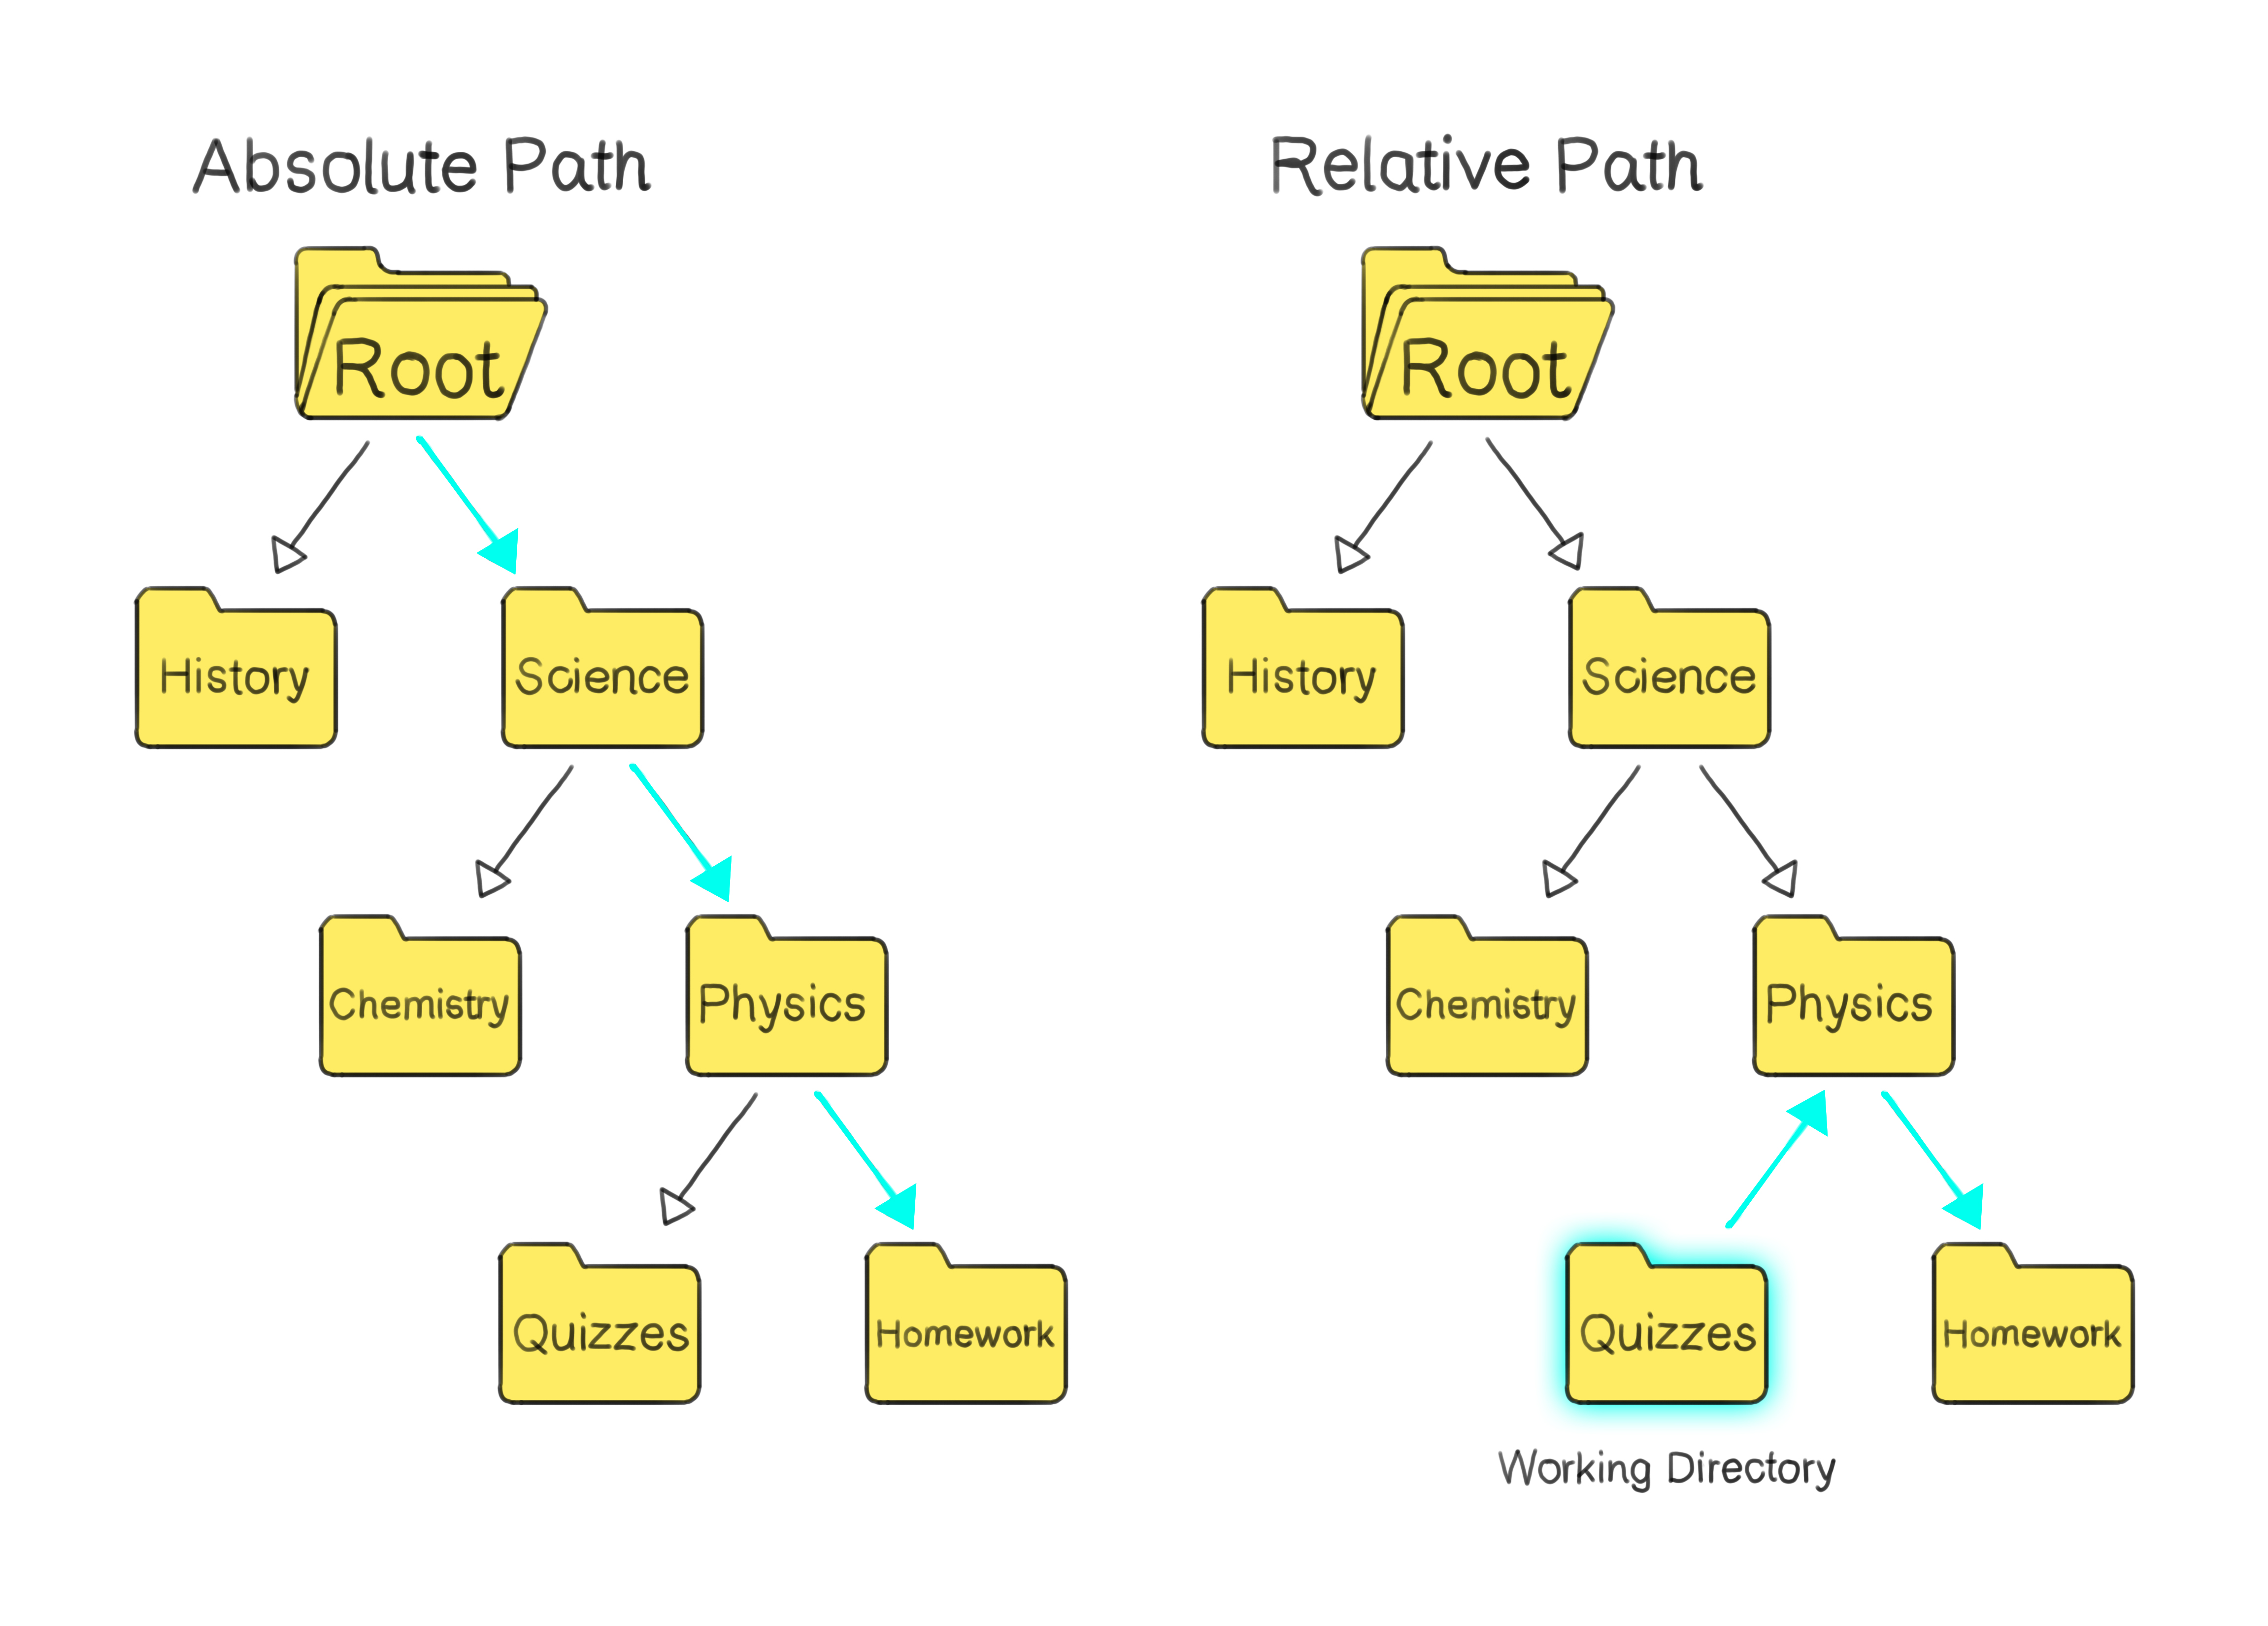 Absolute Path
Root
History
Science
Chemistry
Physics
Quizzes
Homework
Relative Path
Root
History
Science
Chemistry
Physics
Quizzes
Homework
Working Directory